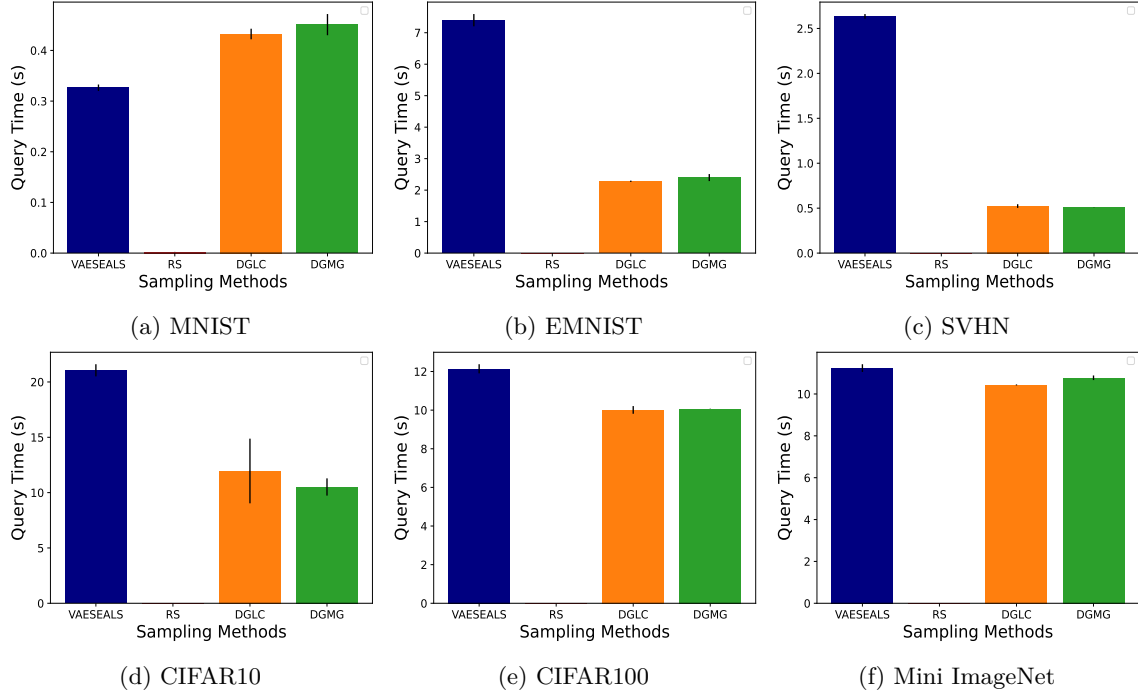 Query Time (s)
0.4
0.3
0.2
0.1
0.0
VAESEALS RS DGLC DGMG
Sampling Methods
(a) MNIST
Query Time (s)
7
6
5
4
3
2
1
0
VAESEALS RS DGLC DGMG
Sampling Methods
(b) EMNIST
Query Time (s)
2.5
2.0
1.5
1.0
0.5
0.0
VAESEALS RS DGLC DGMG
Sampling Methods
(c) SVHN
Query Time (s)
20
15
10
5
0
VAESEALS RS DGLC DGMG
Sampling Methods
(d) CIFAR10
Query Time (s)
12
10
8
6
4
2
0
VAESEALS RS DGLC DGMG
Sampling Methods
(e) CIFAR100
Query Time (s)
10
8
6
4
2
0
VAESEALS RS DGLC DGMG
Sampling Methods
(f) Mini ImageNet